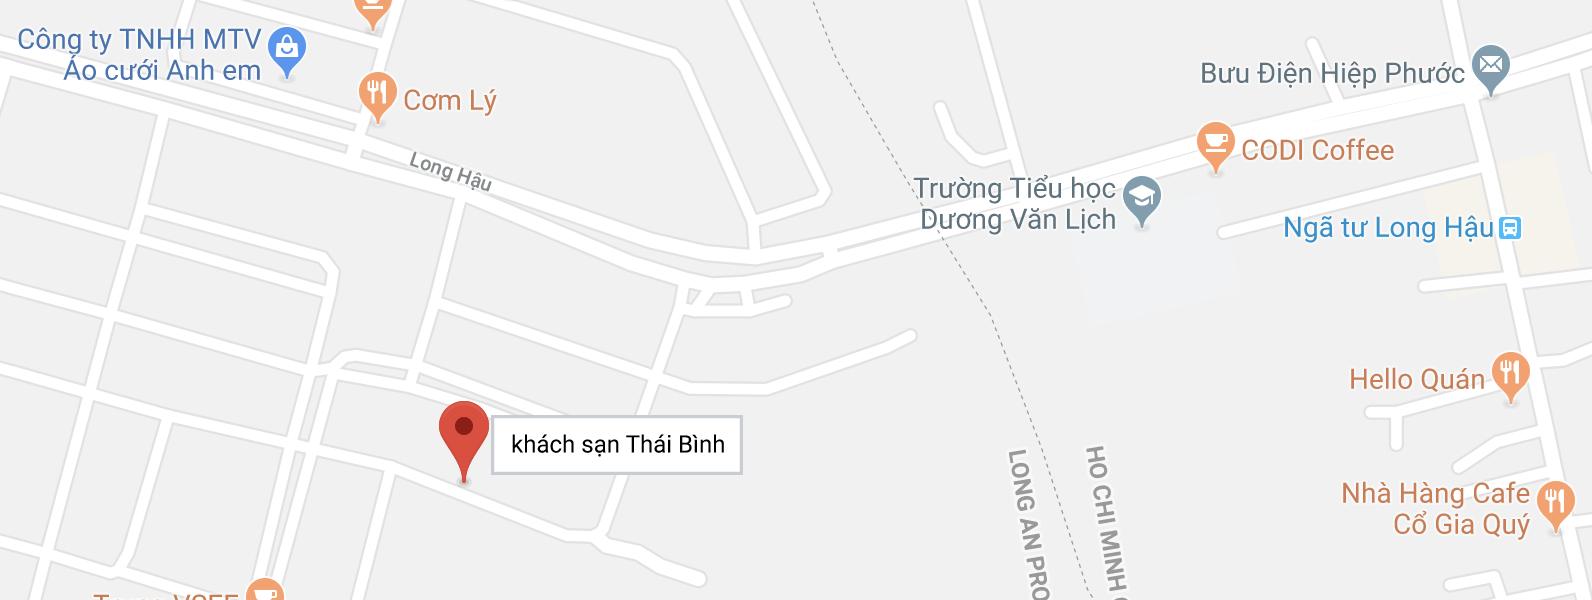 Công ty TNHH MTV
Áo cưới Anh em
Cơm Lý
Long Hậu
Bưu Điện Hiệp Phước
CODI Coffee
Trường Tiểu học
Dương Văn Lịch
Ngã tư Long Hậu
Hello Quán
khách sạn Thái Bình
LONG AN PRO
HO CHI MINH
Nhà Hàng Cafe
Cổ Gia Quý